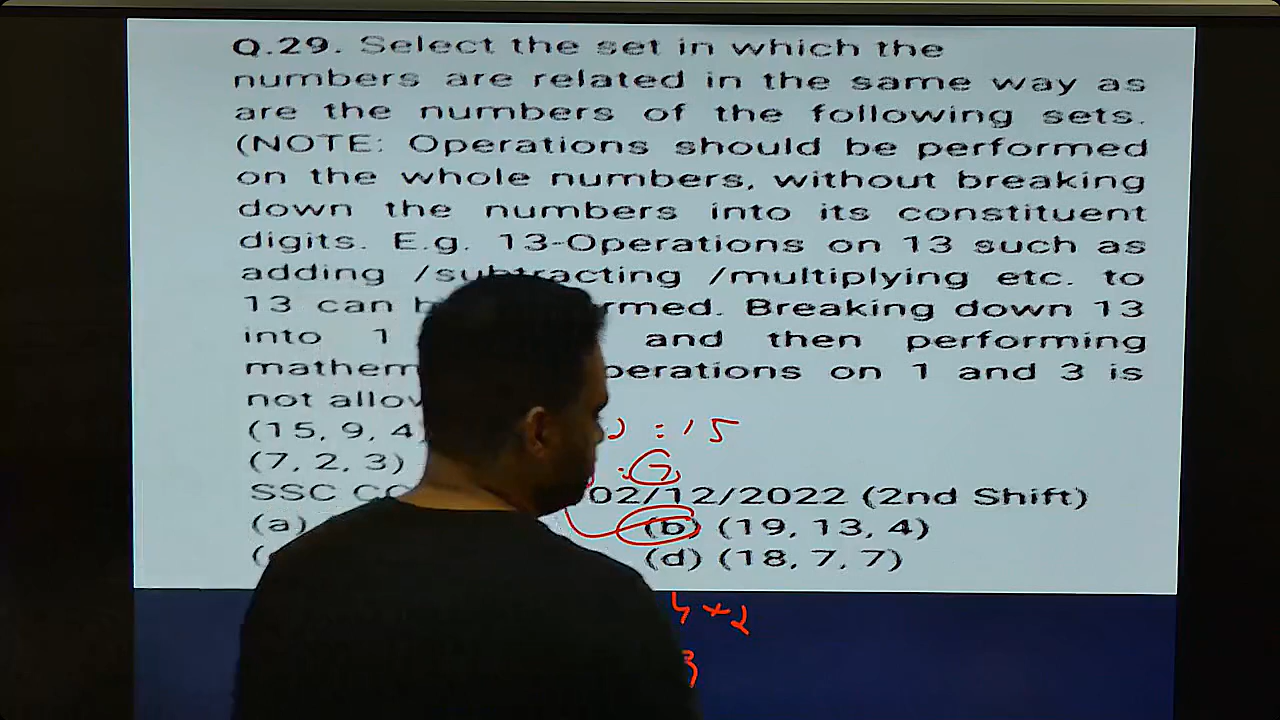 Q.29. Select the set in which the
numbers are related in the same way as
are the numbers of the following sets.
(NOTE: Operations should be performed
on the whole numbers, without breaking
down the numbers into its constituent
digits. E.g. 13-Operations on 13 such as
adding /subtracting /multiplying etc. to
13 can rmed. Breaking down 13
into 1 and then performing
mathem perations on 1 and 3 is
not allow
(15, 9, 4 : 15
(7, 2, 3)
SSC 02/12/2022 (2nd Shift)
(a) (b) (19, 13, 4)
(d) (18, 7, 7)